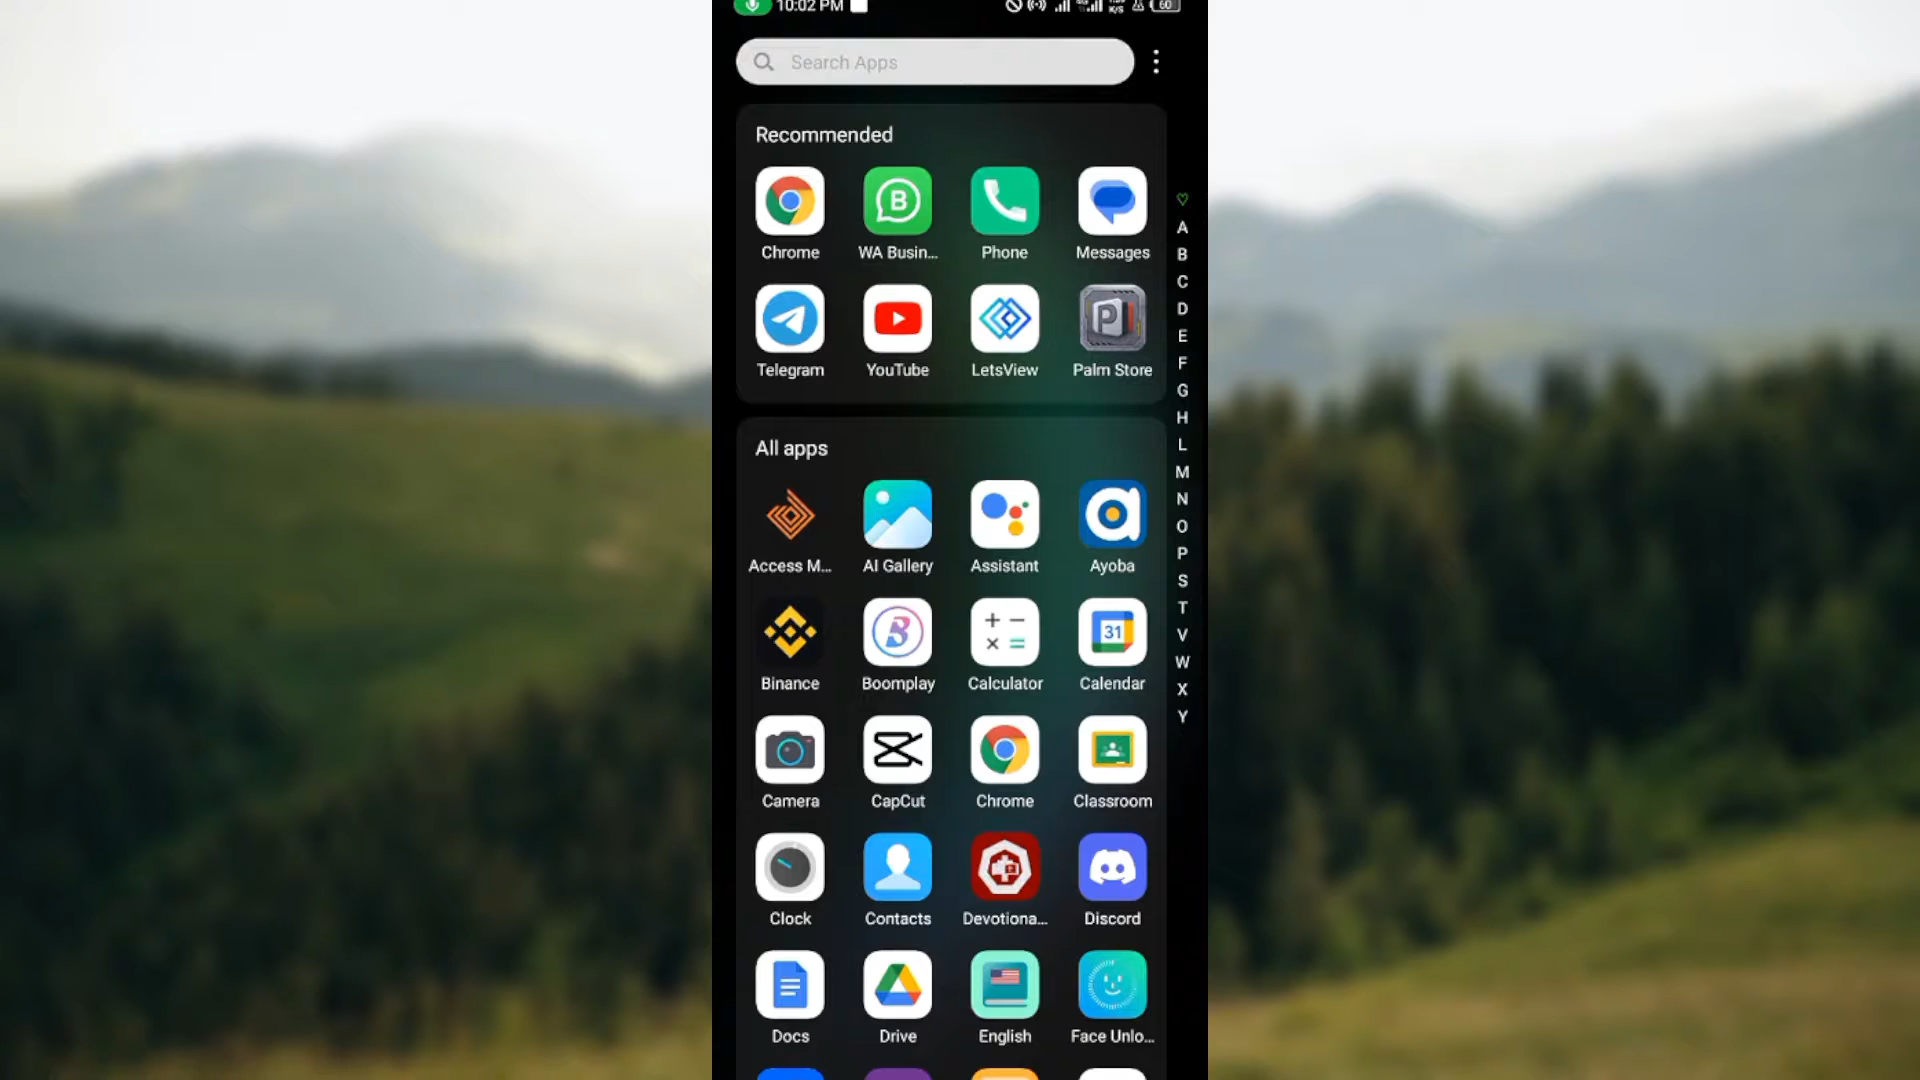 10:02 PM
K/S
60
Search Apps
Recommended
Chrome
WA Busin...
Phone
Messages
Telegram
YouTube
LetsView
Palm Store
All apps
Access M...
AI Gallery
Assistant
Ayoba
31
Binance
Boomplay
Calculator
Calendar
Camera
CapCut
Chrome
Classroom
Clock
Contacts
Devotiona...
Discord
Docs
Drive
English
Face Unlo...
A
B
C
D
E
F
G
H
L
M
N
O
P
S
T
V
W
X
Y